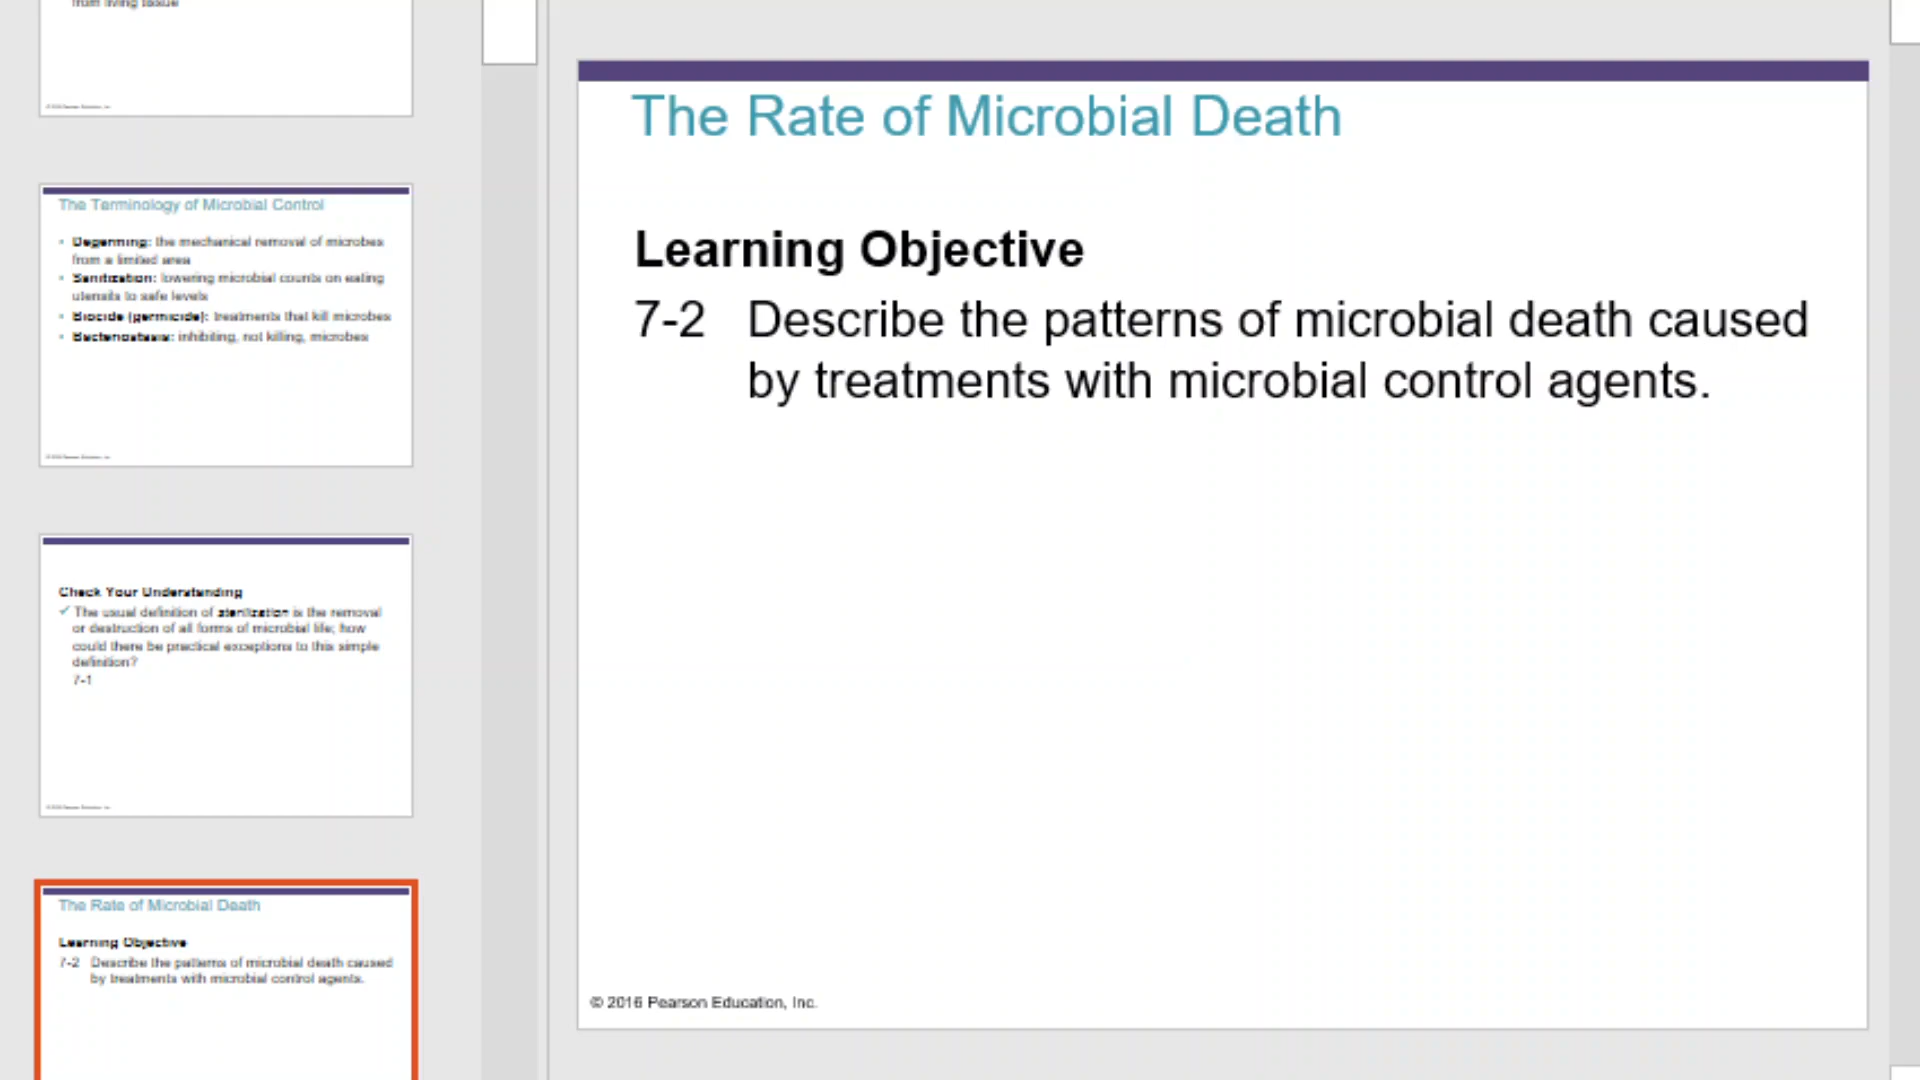 from living tissue
The Terminology of Microbial Control
• Degerming: the mechanical removal of microbes
from a limited area
• Sanitization: lowering microbial counts on eating
utensils to safe levels
• Biocide (germicide): treatments that kill microbes
• Bacteriostasis: inhibiting, not killing, microbes
Check Your Understanding
✓ The usual definition of sterilization is the removal
or destruction of all forms of microbial life; how
could there be practical exceptions to this simple
definition?
7-1
The Rate of Microbial Death
Learning Objective
7-2 Describe the patterns of microbial death caused
by treatments with microbial control agents.
The Rate of Microbial Death
Learning Objective
7-2 Describe the patterns of microbial death caused
by treatments with microbial control agents.
© 2016 Pearson Education, Inc.